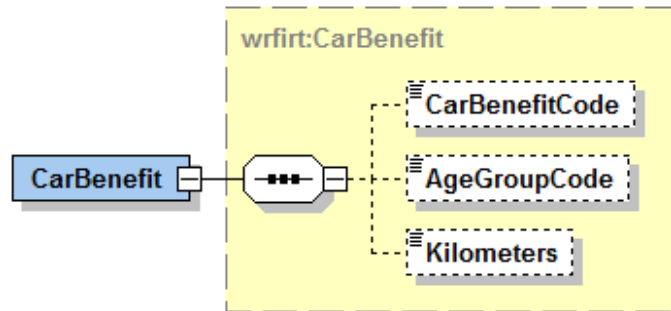 wrfirt:CarBenefit
CarBenefitCode
CarBenefit
AgeGroupCode
Kilometers